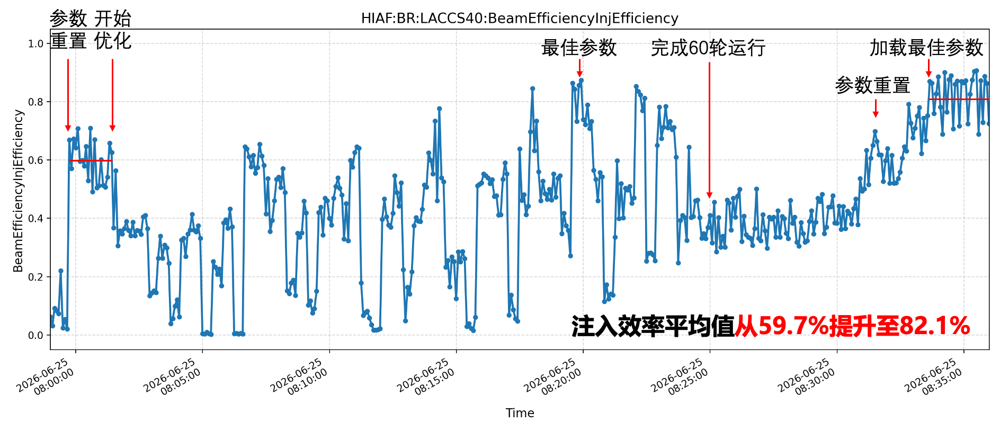 参数 开始
重置 优化
HIAF:BR:LACCS40:BeamEfficiencyInjEfficiency
最佳参数
完成60轮运行
加载最佳参数
参数重置
注入效率平均值从59.7%提升至82.1%
BeamEfficiencyInjEfficiency
1.0
0.8
0.6
0.4
0.2
0.0
2026-06-25
08:00:00
2026-06-25
08:05:00
2026-06-25
08:10:00
2026-06-25
08:15:00
2026-06-25
08:20:00
2026-06-25
08:25:00
2026-06-25
08:30:00
2026-06-25
08:35:00
Time